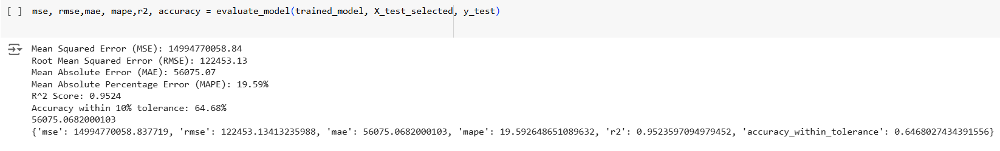 [ ] mse, rmse,mae, mape,r2, accuracy = evaluate_model(trained_model, X_test_selected, y_test)
Mean Squared Error (MSE): 14994770058.84
Root Mean Squared Error (RMSE): 122453.13
Mean Absolute Error (MAE): 56075.07
Mean Absolute Percentage Error (MAPE): 19.59%
R^2 Score: 0.9524
Accuracy within 10% tolerance: 64.68%
56075.0682000103
{'mse': 14994770058.837719, 'rmse': 122453.13413235988, 'mae': 56075.0682000103, 'mape': 19.592648651089632, 'r2': 0.9523597094979452, 'accuracy_within_tolerance': 0.6468027434391556}